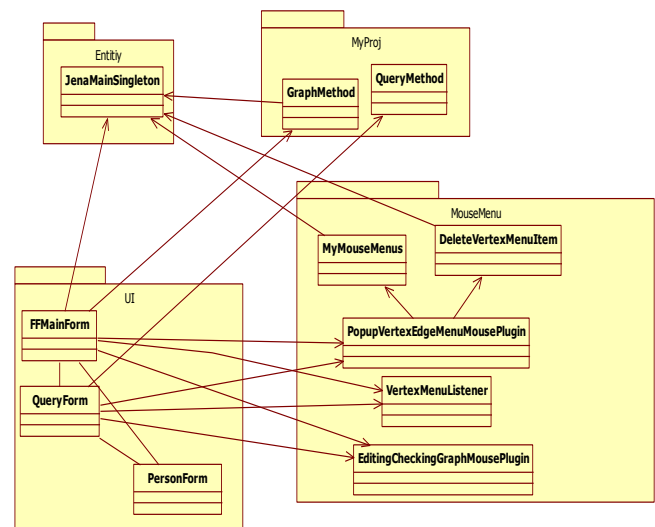 Entitiy
JenaMainSingleton
MyProj
GraphMethod
QueryMethod
MouseMenu
MyMouseMenus
DeleteVertexMenuItem
PopupVertexEdgeMenuMousePlugin
VertexMenuListener
EditingCheckingGraphMousePlugin
UI
FFMainForm
QueryForm
PersonForm